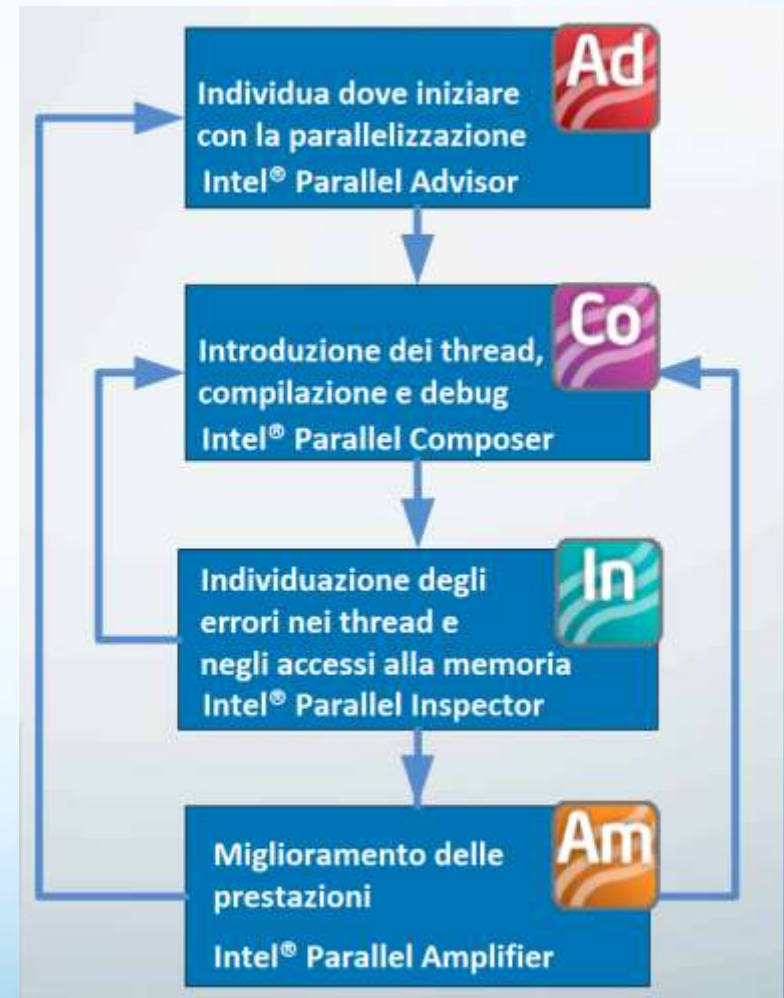 Ad
Individua dove iniziare
con la parallelizzazione
Intel® Parallel Advisor
Co
Introduzione dei thread,
compilazione e debug
Intel® Parallel Composer
In
Individuazione degli
errori nei thread e
negli accessi alla memoria
Intel® Parallel Inspector
Am
Miglioramento delle
prestazioni
Intel® Parallel Amplifier